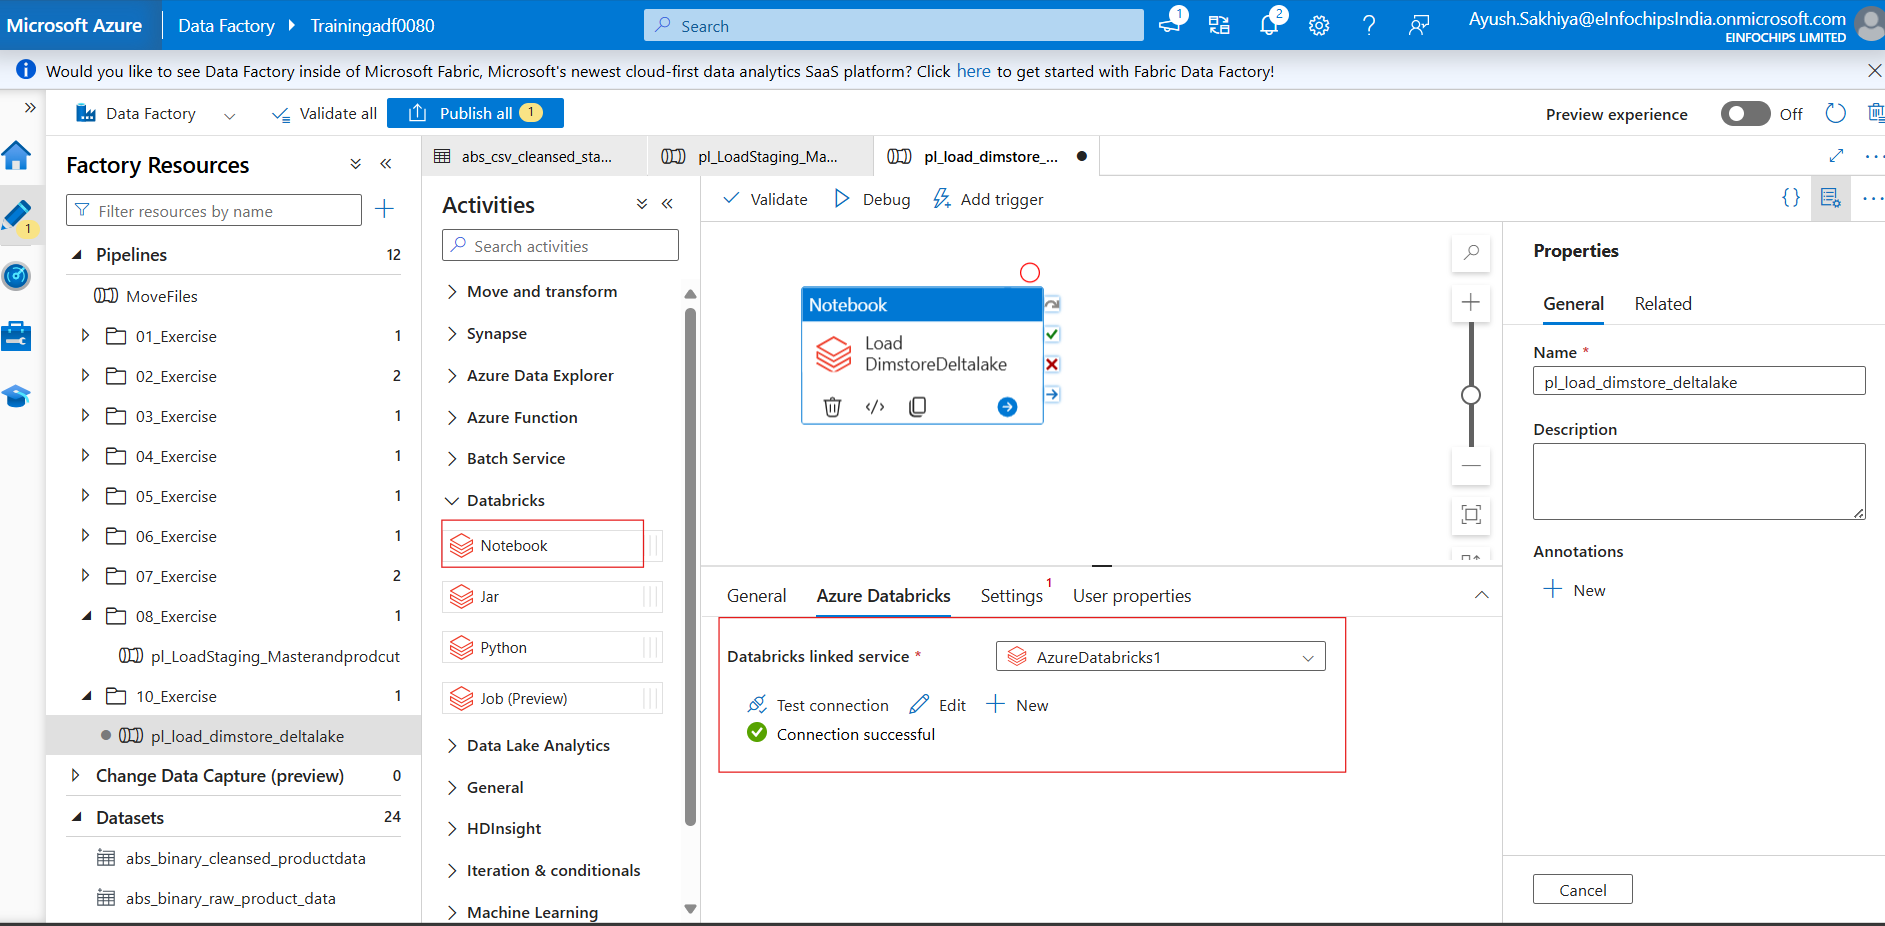 Microsoft Azure
Data Factory
Trainingadf0080
Search
1
2
Ayush.Sakhiya@eInfochipsIndia.onmicrosoft.com
EINFOCHIPS LIMITED
Would you like to see Data Factory inside of Microsoft Fabric, Microsoft's newest cloud-first data analytics SaaS platform? Click here to get started with Fabric Data Factory!
Data Factory
Validate all
Publish all 1
Preview experience
Off
1
Factory Resources
Filter resources by name
Pipelines 12
MoveFiles
01_Exercise 1
02_Exercise 2
03_Exercise 1
04_Exercise 1
05_Exercise 1
06_Exercise 1
07_Exercise 2
08_Exercise 1
pl_LoadStaging_Masterandprodcut
10_Exercise 1
pl_load_dimstore_deltalake
Change Data Capture (preview) 0
Datasets 24
abs_binary_cleansed_productdata
abs_binary_raw_product_data
abs_csv_cleansed_sta...
pl_LoadStaging_Ma...
pl_load_dimstore_...
Activities
Search activities
Move and transform
Synapse
Azure Data Explorer
Azure Function
Batch Service
Databricks
Notebook
Jar
Python
Job (Preview)
Data Lake Analytics
General
HDInsight
Iteration & conditionals
Machine Learning
Validate
Debug
Add trigger
Notebook
Load
DimstoreDeltalake
General
Azure Databricks
Settings 1
User properties
Databricks linked service *
AzureDatabricks1
Test connection
Edit
New
Connection successful
Properties
General
Related
Name *
pl_load_dimstore_deltalake
Description
Annotations
New
Cancel